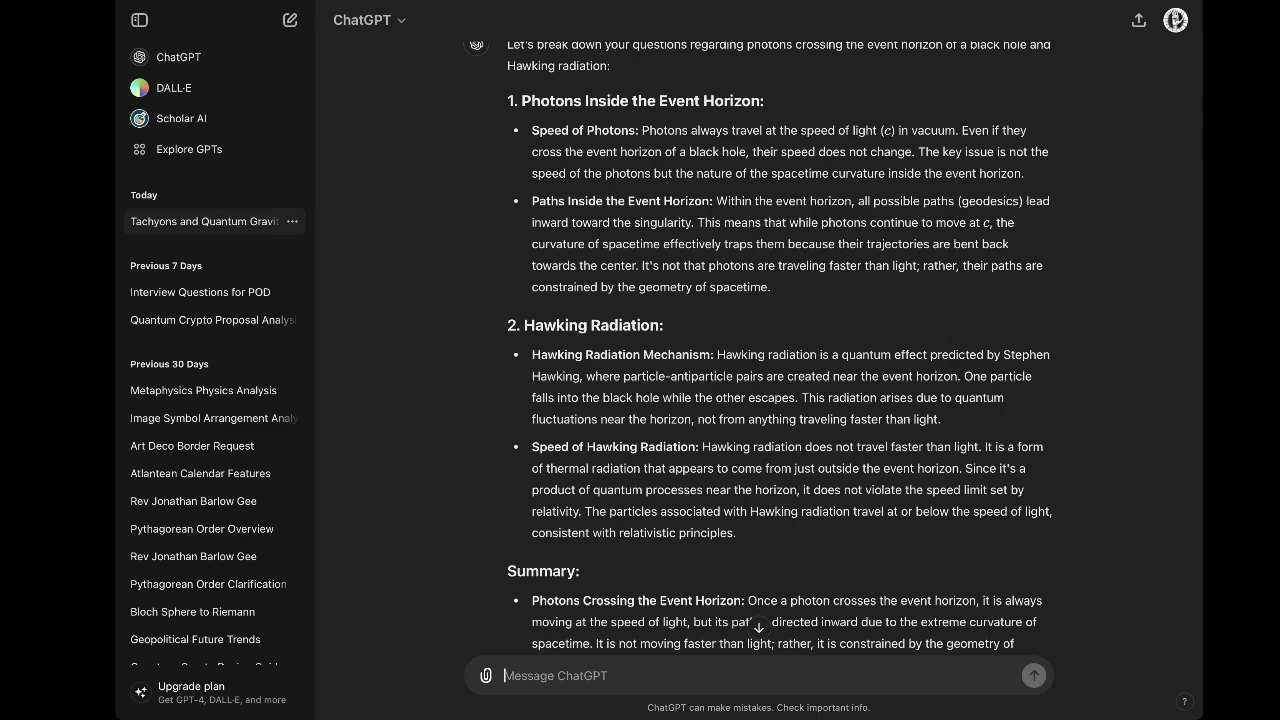 ChatGPT
DALL·E
Scholar AI
Explore GPTs
Today
Tachyons and Quantum Gravit
Previous 7 Days
Interview Questions for POD
Quantum Crypto Proposal Analysi
Previous 30 Days
Metaphysics Physics Analysis
Image Symbol Arrangement Analy
Art Deco Border Request
Atlantean Calendar Features
Rev Jonathan Barlow Gee
Pythagorean Order Overview
Rev Jonathan Barlow Gee
Pythagorean Order Clarification
Bloch Sphere to Riemann
Geopolitical Future Trends
Upgrade plan
Get GPT-4, DALL·E, and more
ChatGPT
Let's break down your questions regarding photons crossing the event horizon of a black hole and
Hawking radiation:
1. Photons Inside the Event Horizon:
• Speed of Photons: Photons always travel at the speed of light (c) in vacuum. Even if they
cross the event horizon of a black hole, their speed does not change. The key issue is not the
speed of the photons but the nature of the spacetime curvature inside the event horizon.
• Paths Inside the Event Horizon: Within the event horizon, all possible paths (geodesics) lead
inward toward the singularity. This means that while photons continue to move at c, the
curvature of spacetime effectively traps them because their trajectories are bent back
towards the center. It's not that photons are traveling faster than light; rather, their paths are
constrained by the geometry of spacetime.
2. Hawking Radiation:
• Hawking Radiation Mechanism: Hawking radiation is a quantum effect predicted by Stephen
Hawking, where particle-antiparticle pairs are created near the event horizon. One particle
falls into the black hole while the other escapes. This radiation arises due to quantum
fluctuations near the horizon, not from anything traveling faster than light.
• Speed of Hawking Radiation: Hawking radiation does not travel faster than light. It is a form
of thermal radiation that appears to come from just outside the event horizon. Since it's a
product of quantum processes near the horizon, it does not violate the speed limit set by
relativity. The particles associated with Hawking radiation travel at or below the speed of light,
consistent with relativistic principles.
Summary:
• Photons Crossing the Event Horizon: Once a photon crosses the event horizon, it is always
moving at the speed of light, but its directed inward due to the extreme curvature of
spacetime. It is not moving faster than light; rather, it is constrained by the geometry of
Message ChatGPT
ChatGPT can make mistakes. Check important info.
?